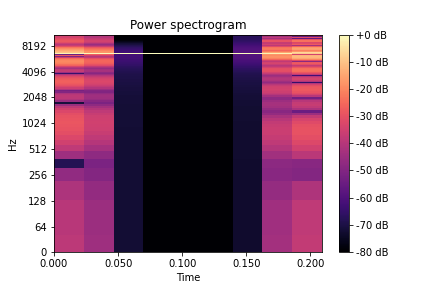 Power spectrogram
8192
4096
2048
1024
512
256
128
64
0
Hz
0.000 0.050 0.100 0.150 0.200
Time
+0 dB
-10 dB
-20 dB
-30 dB
-40 dB
-50 dB
-60 dB
-70 dB
-80 dB